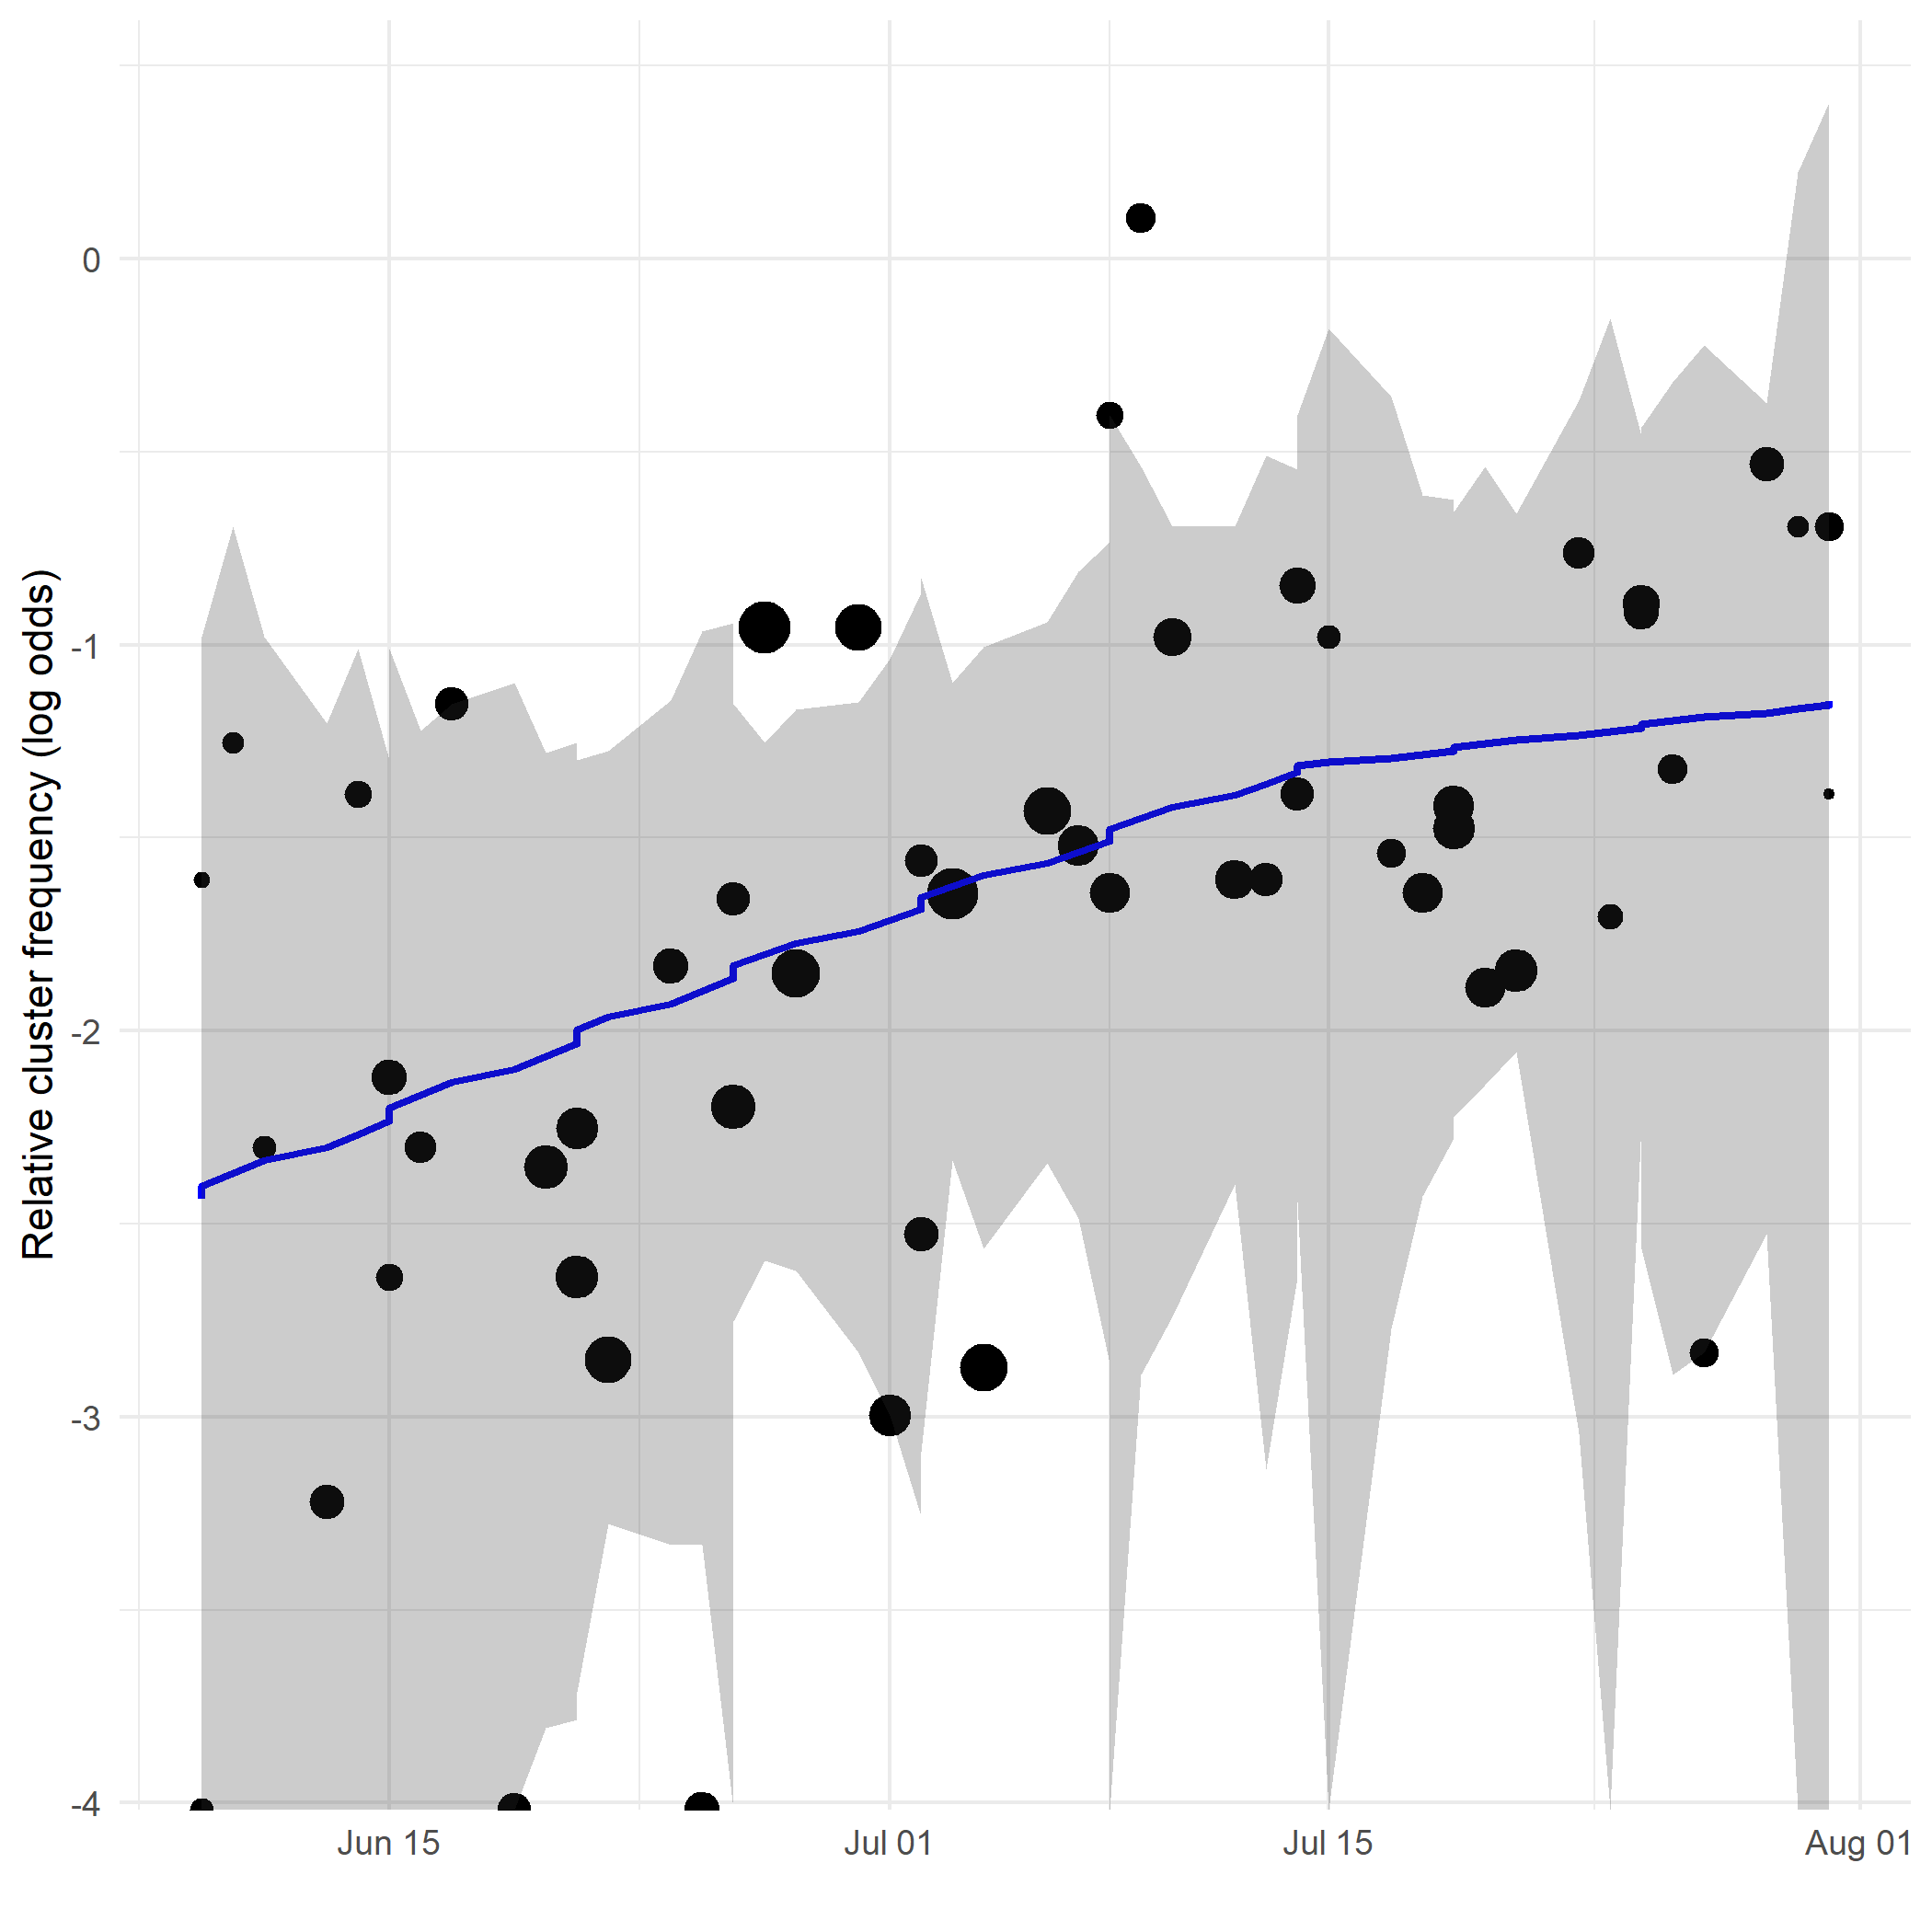 Relative cluster frequency (log odds)
0
-1
-2
-3
-4
Jun 15
Jul 01
Jul 15
Aug 01